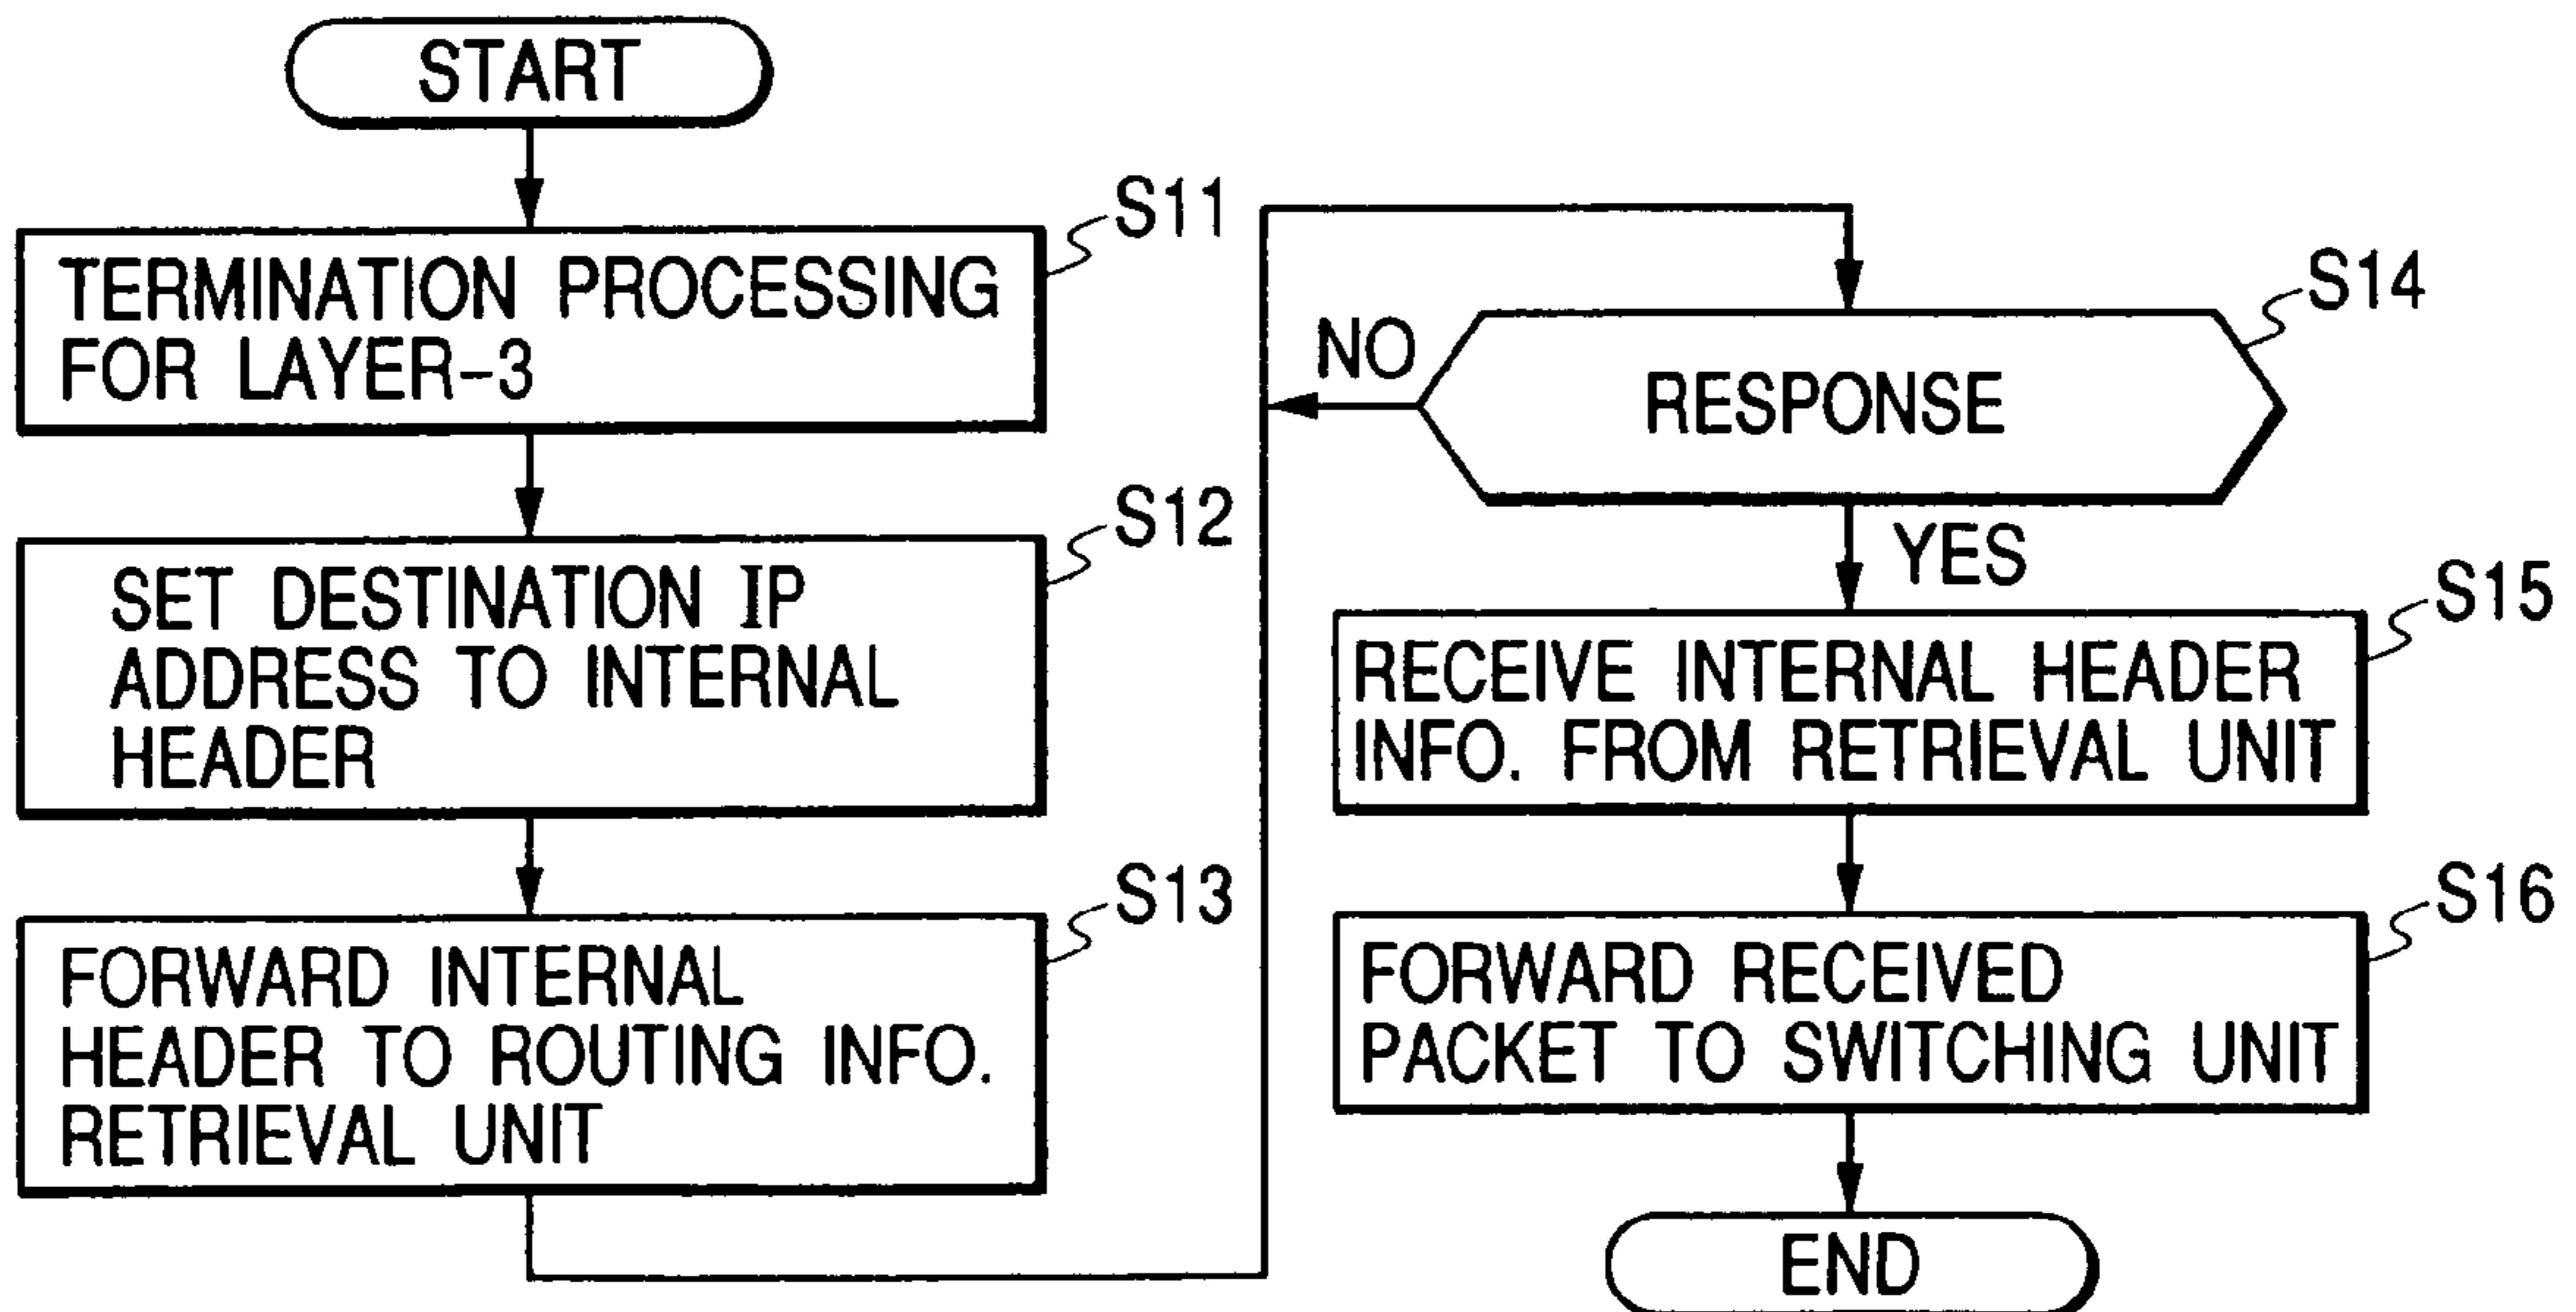 START
S11
TERMINATION PROCESSING
FOR LAYER-3
S12
SET DESTINATION IP
ADDRESS TO INTERNAL
HEADER
S13
FORWARD INTERNAL
HEADER TO ROUTING INFO.
RETRIEVAL UNIT
S14
RESPONSE
NO
YES
S15
RECEIVE INTERNAL HEADER
INFO. FROM RETRIEVAL UNIT
S16
FORWARD RECEIVED
PACKET TO SWITCHING UNIT
END